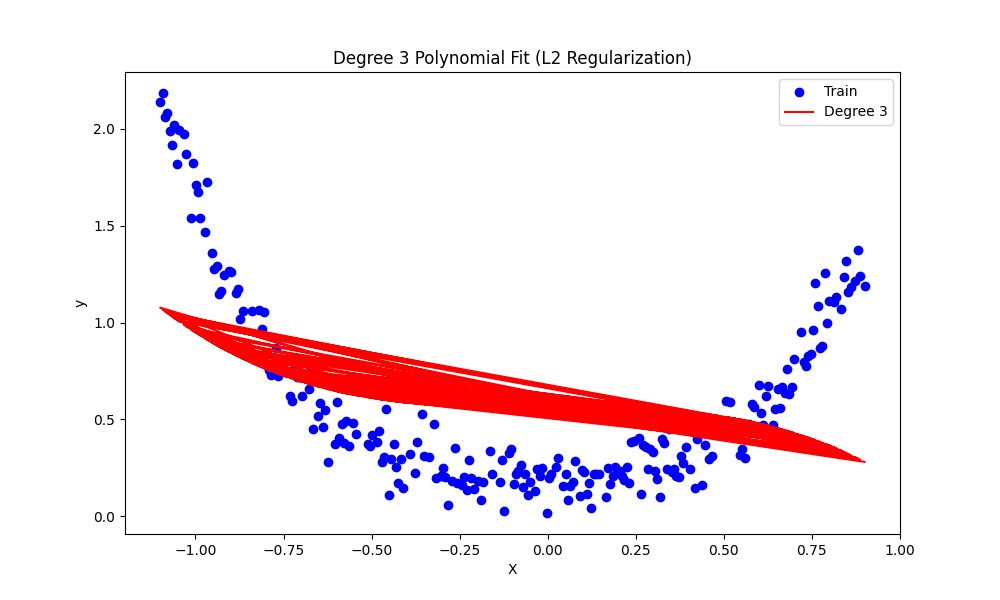 Degree 3 Polynomial Fit (L2 Regularization)
Train
Degree 3
2.0
1.5
1.0
0.5
0.0
y
−1.00 −0.75 −0.50 −0.25 0.00 0.25 0.50 0.75 1.00
X